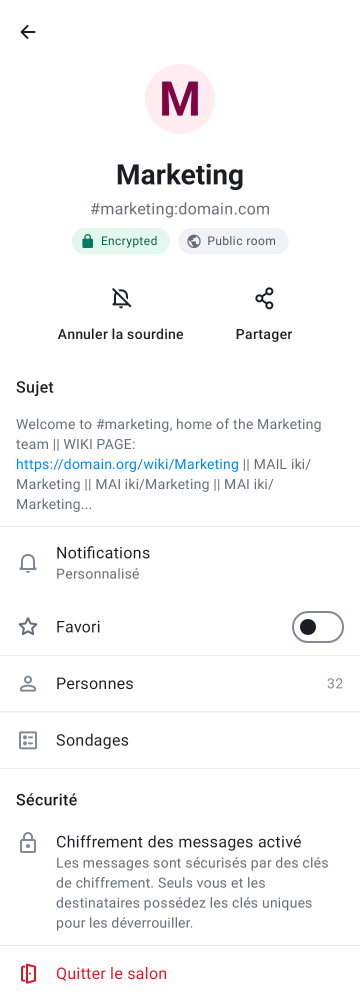 M
Marketing
#marketing:domain.com
Encrypted
Public room
Annuler la sourdine
Partager
Sujet
Welcome to #marketing, home of the Marketing
team || WIKI PAGE:
https://domain.org/wiki/Marketing || MAIL iki/
Marketing || MAI iki/Marketing || MAI iki/
Marketing...
Notifications
Personnalisé
Favori
Personnes 32
Sondages
Sécurité
Chiffrement des messages activé
Les messages sont sécurisés par des clés
de chiffrement. Seuls vous et les
destinataires possédez les clés uniques
pour les déverrouiller.
Quitter le salon